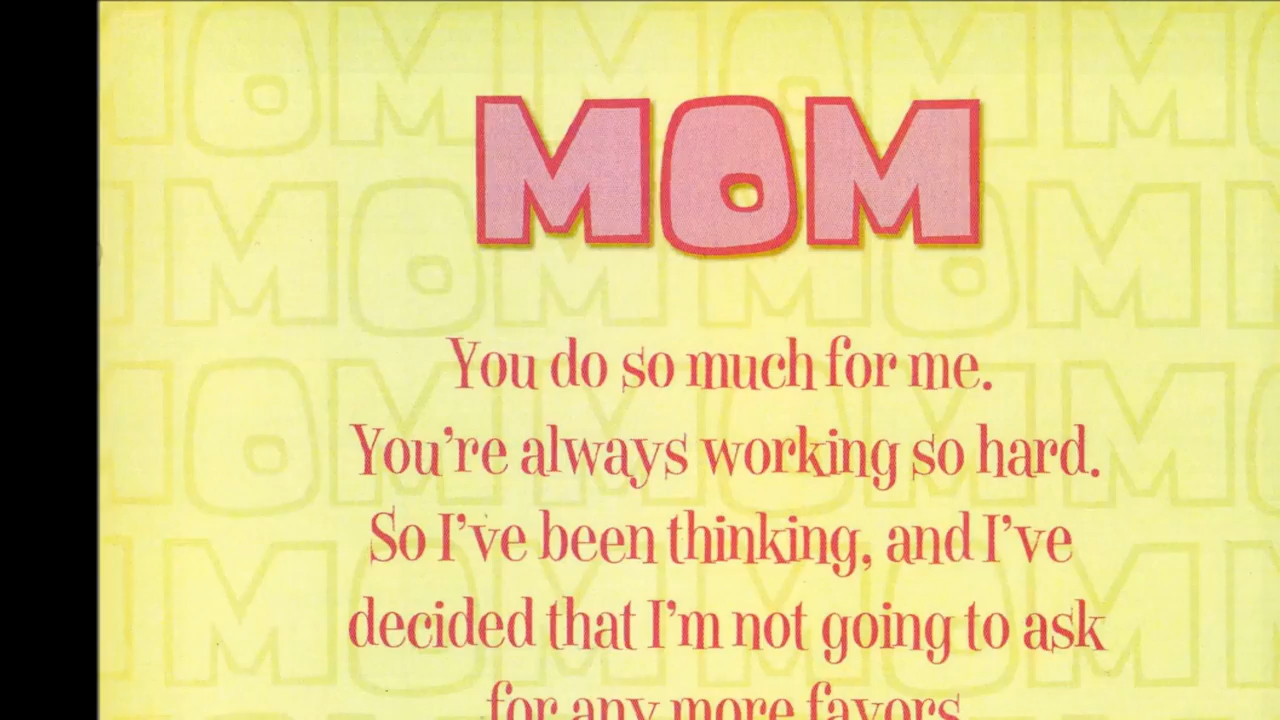 MOM
You do so much for me.
You're always working so hard.
So I've been thinking, and I've
decided that I'm not going to ask
for any more favors